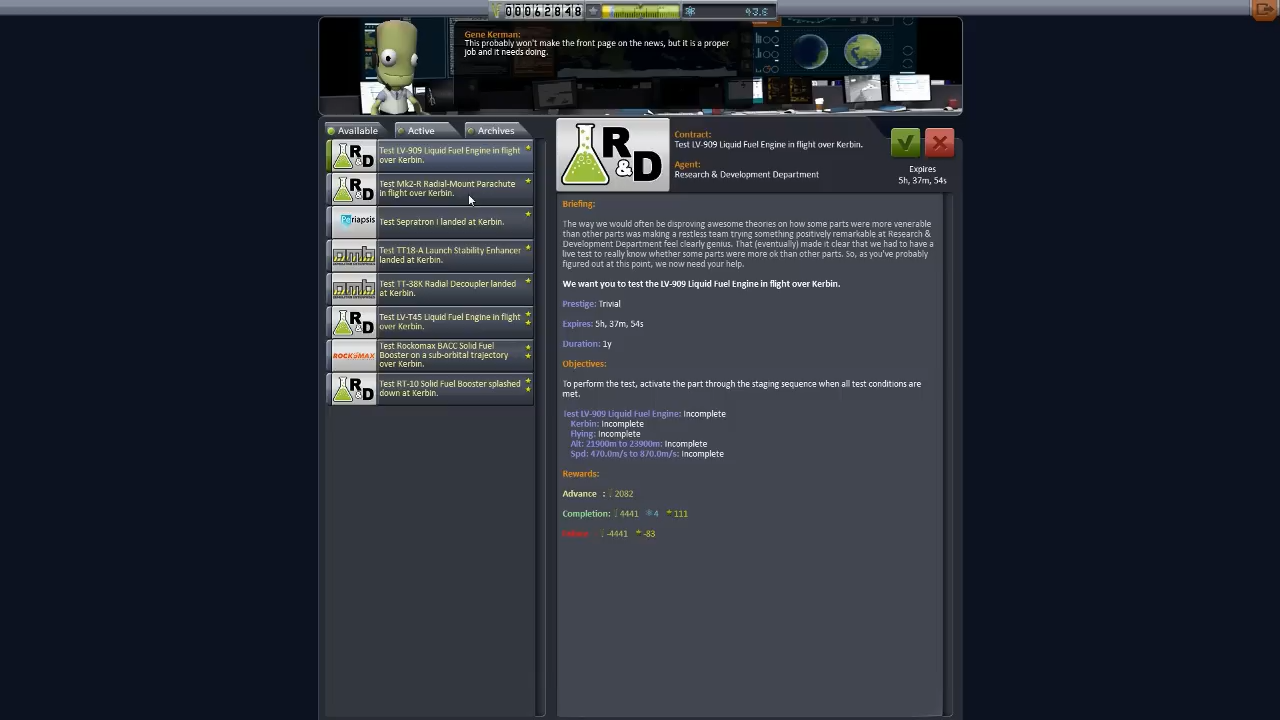 0062848
43.6
Gene Kerman:
This probably won't make the front page on the news, but it is a proper
job and it needs doing.
Available
Active
Archives
R&D
Test LV-909 Liquid Fuel Engine in flight
over Kerbin.
R&D
Test Mk2-R Radial-Mount Parachute
in flight over Kerbin.
Periapsis
Test Sepratron I landed at Kerbin.
Test TT18-A Launch Stability Enhancer
landed at Kerbin.
Test TT-38K Radial Decoupler landed
at Kerbin.
R&D
Test LV-T45 Liquid Fuel Engine in flight
over Kerbin.
ROCKOMAX
Test Rockomax BACC Solid Fuel
Booster on a sub-orbital trajectory
over Kerbin.
R&D
Test RT-10 Solid Fuel Booster splashed
down at Kerbin.
R&D
Contract:
Test LV-909 Liquid Fuel Engine in flight over Kerbin.
Agent:
Research & Development Department
Expires
5h, 37m, 54s
Briefing:
The way we would often be disproving awesome theories on how some parts were more venerable
than other parts was making a restless team trying something positively remarkable at Research &
Development Department feel clearly genius. That (eventually) made it clear that we had to have a
live test to really know whether some parts were more ok than other parts. So, as you've probably
figured out at this point, we now need your help.
We want you to test the LV-909 Liquid Fuel Engine in flight over Kerbin.
Prestige: Trivial
Expires: 5h, 37m, 54s
Duration: 1y
Objectives:
To perform the test, activate the part through the staging sequence when all test conditions are
met.
Test LV-909 Liquid Fuel Engine: Incomplete
Kerbin: Incomplete
Flying: Incomplete
Alt: 21900m to 23900m: Incomplete
Spd: 470.0m/s to 870.0m/s: Incomplete
Rewards:
Advance : 2082
Completion: 4441 4 111
Failure: -4441 -83